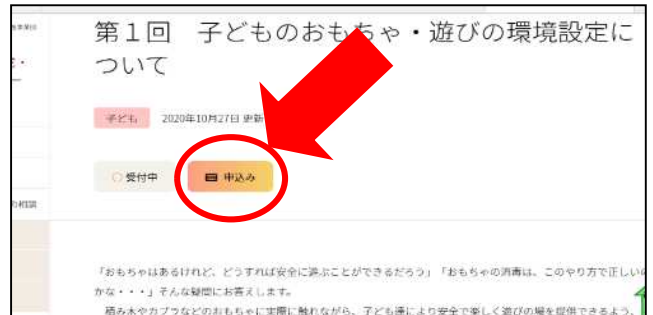 第１回　子どものおもちゃ・遊びの環境設定に
ついて
子ども　2020年10月27日 更新
○受付中　申込み
の相談
「おもちゃはあるけれど、どうすれば安全に遊ぶことができるだろう」「おもちゃの消毒は、このやり方で正しいの
かな・・・」そんな疑問にお答えします。
積み木やカプラなどのおもちゃに実際に触れながら、子ども達により安全で楽しく遊びの場を提供できるよう、